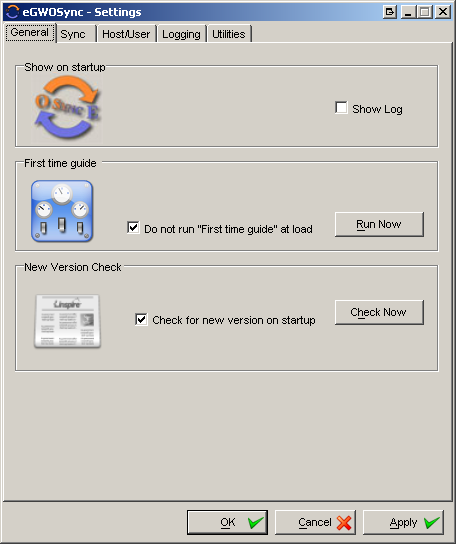 eGWOSync - Settings
General Sync Host/User Logging Utilities
Show on startup
O Sync E
Show Log
First time guide
Do not run "First time guide" at load
Run Now
New Version Check
Linspire
Check for new version on startup
Check Now
OK Cancel Apply